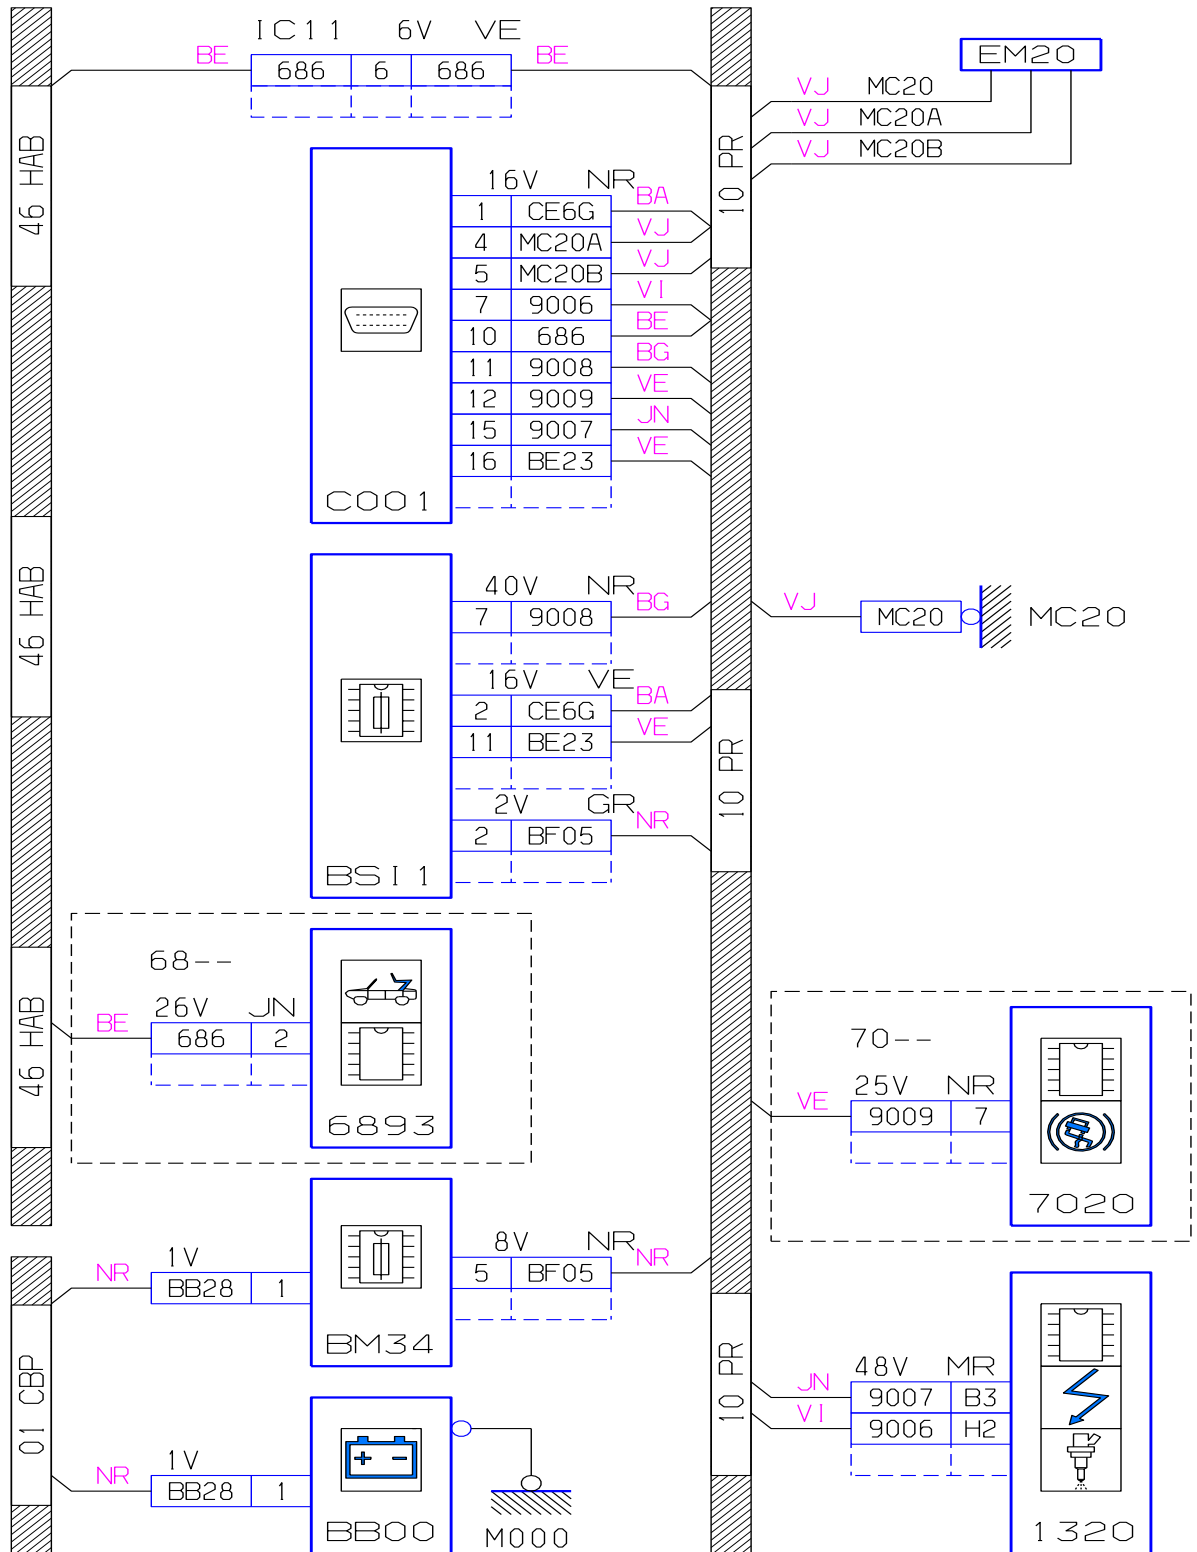 IC11 6V VE
BE 686 6 686 BE
EM20
VJ MC20
VJ MC20A
VJ MC20B
46 HAB
10 PR
16V NR
1 CE6G BA
4 MC20A VJ
5 MC20B VJ
7 9006 VI
10 686 BE
11 9008 BG
12 9009 VE
15 9007 JN
16 BE23 VE
C001
46 HAB
40V NR
7 9008 BG
VJ MC20 MC20
16V VE
2 CE6G BA
11 BE23 VE
10 PR
2V GR
2 BF05 NR
BSI1
68--
26V JN
BE 686 2
46 HAB
6893
70--
25V NR
VE 9009 7
7020
1V
NR BB28 1
8V NR
5 BF05 NR
BM34
01 CBP
10 PR
48V MR
JN 9007 B3
VI 9006 H2
1320
1V
NR BB28 1
+ -
BB00
M000